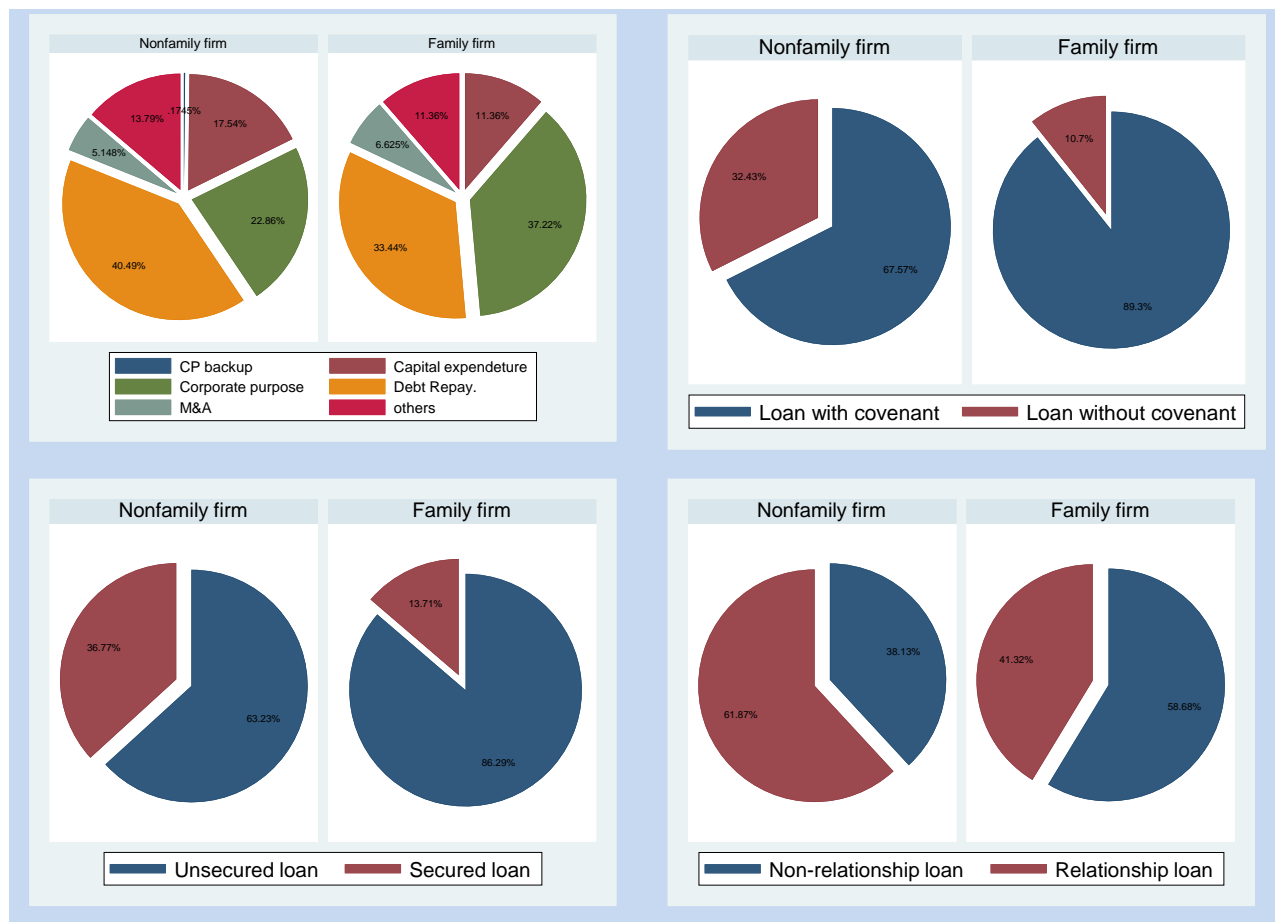 Nonfamily firm
Family firm
.1745%
17.54%
22.86%
40.49%
5.148%
13.79%
11.36%
37.22%
33.44%
6.625%
11.36%
CP backup
Capital expendeture
Corporate purpose
Debt Repay.
M&A
others
Nonfamily firm
Family firm
32.43%
67.57%
10.7%
89.3%
Loan with covenant
Loan without covenant
Nonfamily firm
Family firm
36.77%
63.23%
13.71%
86.29%
Unsecured loan
Secured loan
Nonfamily firm
Family firm
38.13%
61.87%
41.32%
58.68%
Non-relationship loan
Relationship loan